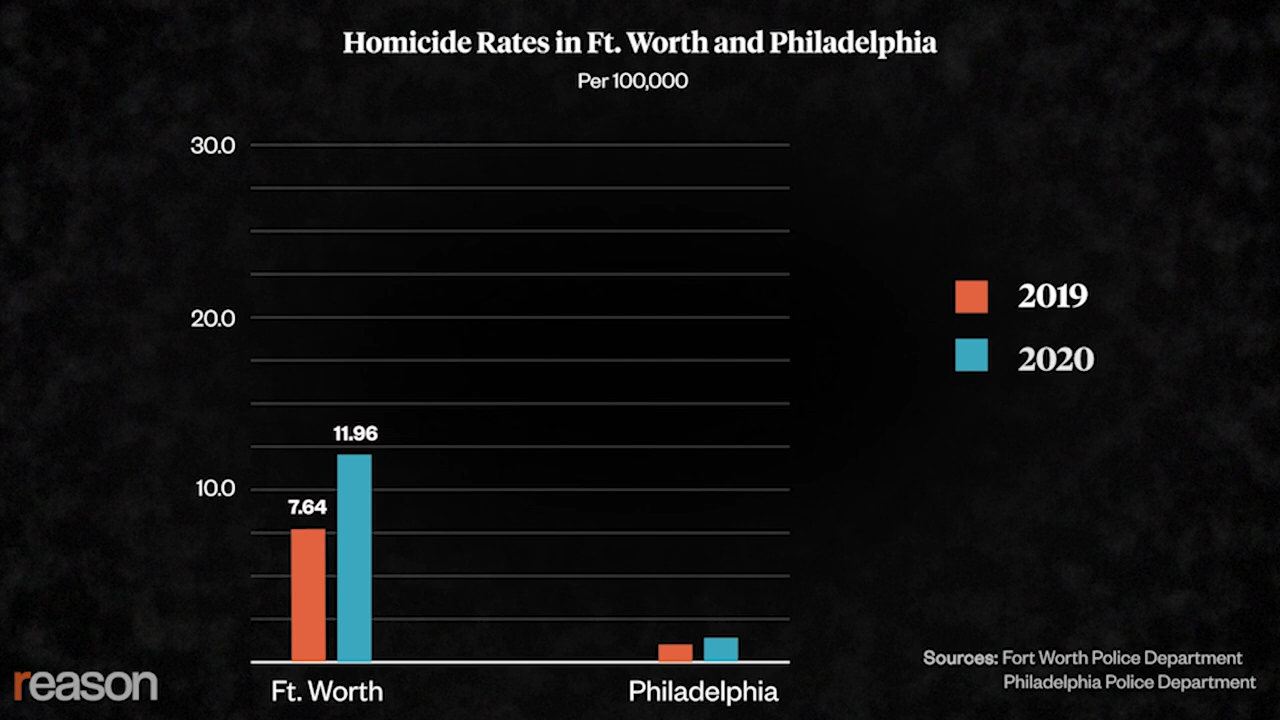 Homicide Rates in Ft. Worth and Philadelphia
Per 100,000
30.0
20.0
10.0
7.64
11.96
Ft. Worth
Philadelphia
2019
2020
Sources: Fort Worth Police Department
Philadelphia Police Department
reason